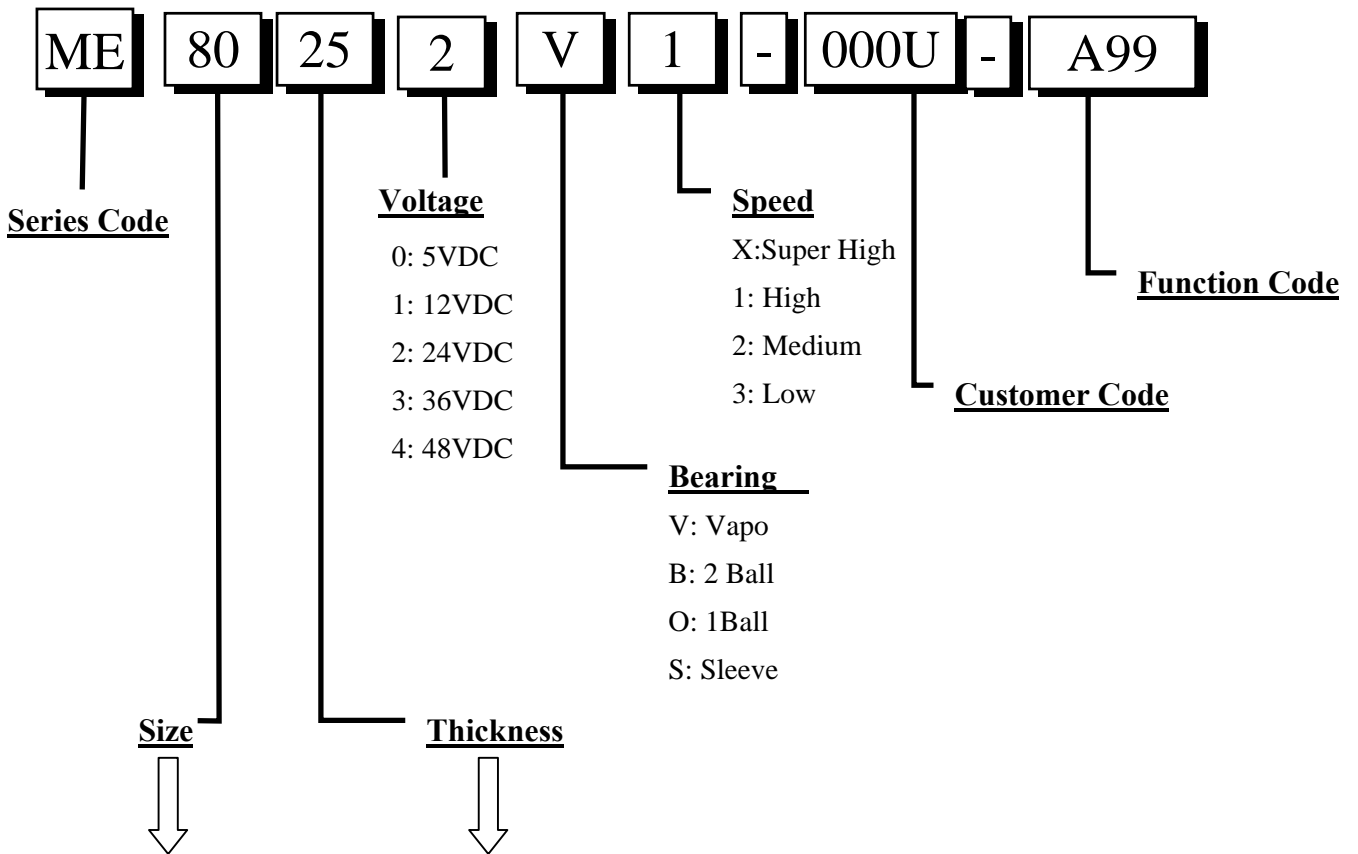 ME 80 25 2 V 1 - 000U - A99
Series Code
Voltage
0: 5VDC
1: 12VDC
2: 24VDC
3: 36VDC
4: 48VDC
Speed
X:Super High
1: High
2: Medium
3: Low
Function Code
Customer Code
Bearing
V: Vapo
B: 2 Ball
O: 1Ball
S: Sleeve
Size
Thickness